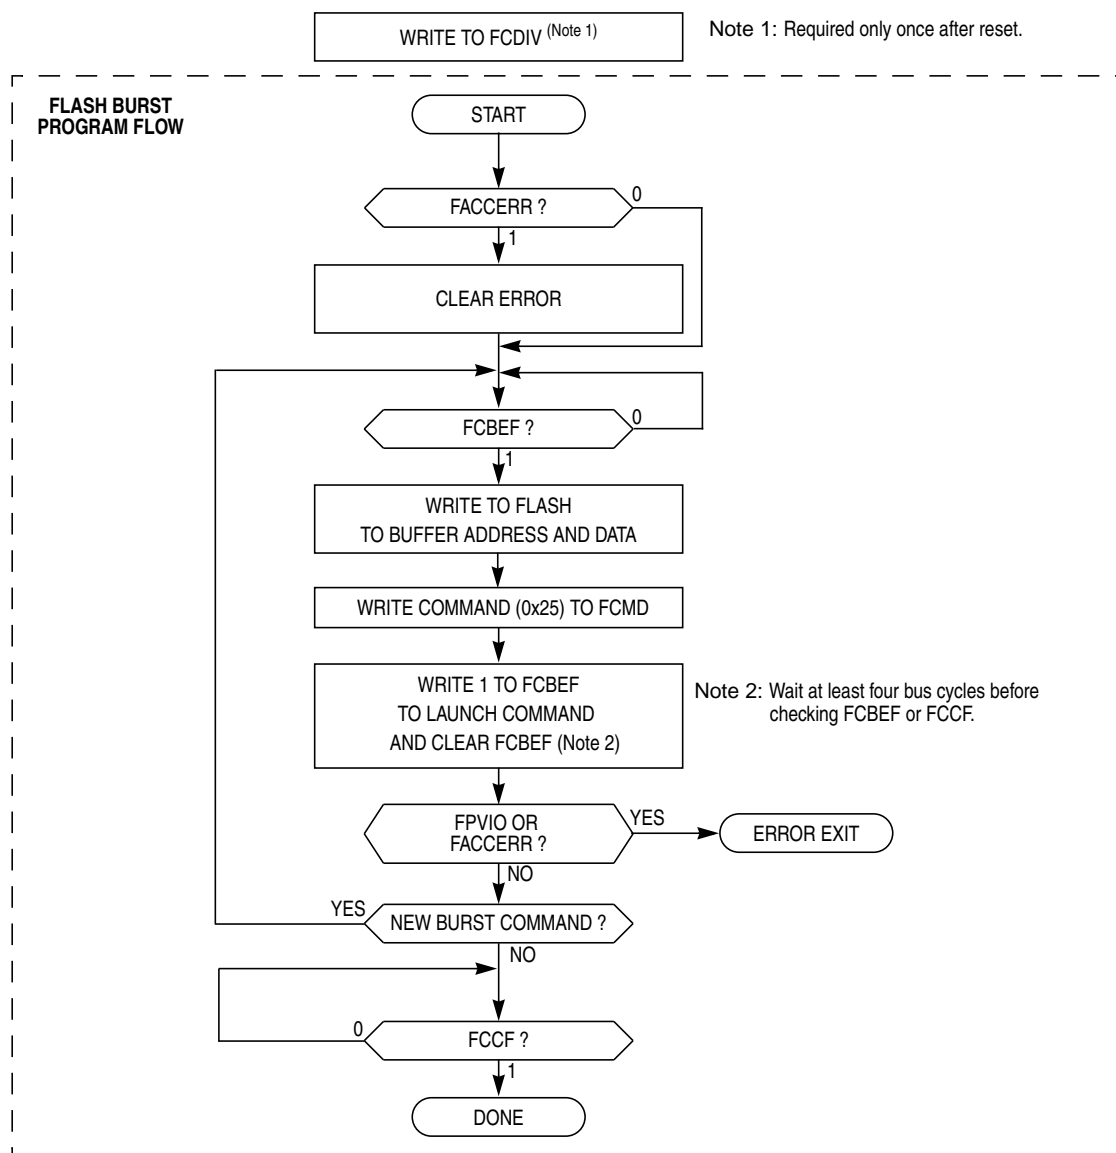 WRITE TO FCDIV (Note 1)
Note 1: Required only once after reset.
FLASH BURST
PROGRAM FLOW
START
FACCERR ?
0
1
CLEAR ERROR
FCBEF ?
0
1
WRITE TO FLASH
TO BUFFER ADDRESS AND DATA
WRITE COMMAND (0x25) TO FCMD
WRITE 1 TO FCBEF
TO LAUNCH COMMAND
AND CLEAR FCBEF (Note 2)
Note 2: Wait at least four bus cycles before
checking FCBEF or FCCF.
FPVIO OR
FACCERR ?
YES
ERROR EXIT
NO
YES
NEW BURST COMMAND ?
NO
0
FCCF ?
1
DONE